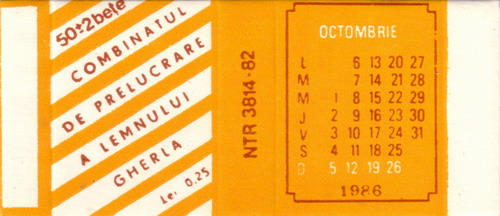 50±2 bețe
COMBINATUL
DE PRELUCRARE
A LEMNULUI
GHERLA
Lei 0,25
NTR 3814-82
OCTOMBRIE
L 6 13 20 27
M 7 14 21 28
M 1 8 15 22 29
J 2 9 16 23 30
V 3 10 17 24 31
S 4 11 18 25
D 5 12 19 26
1986